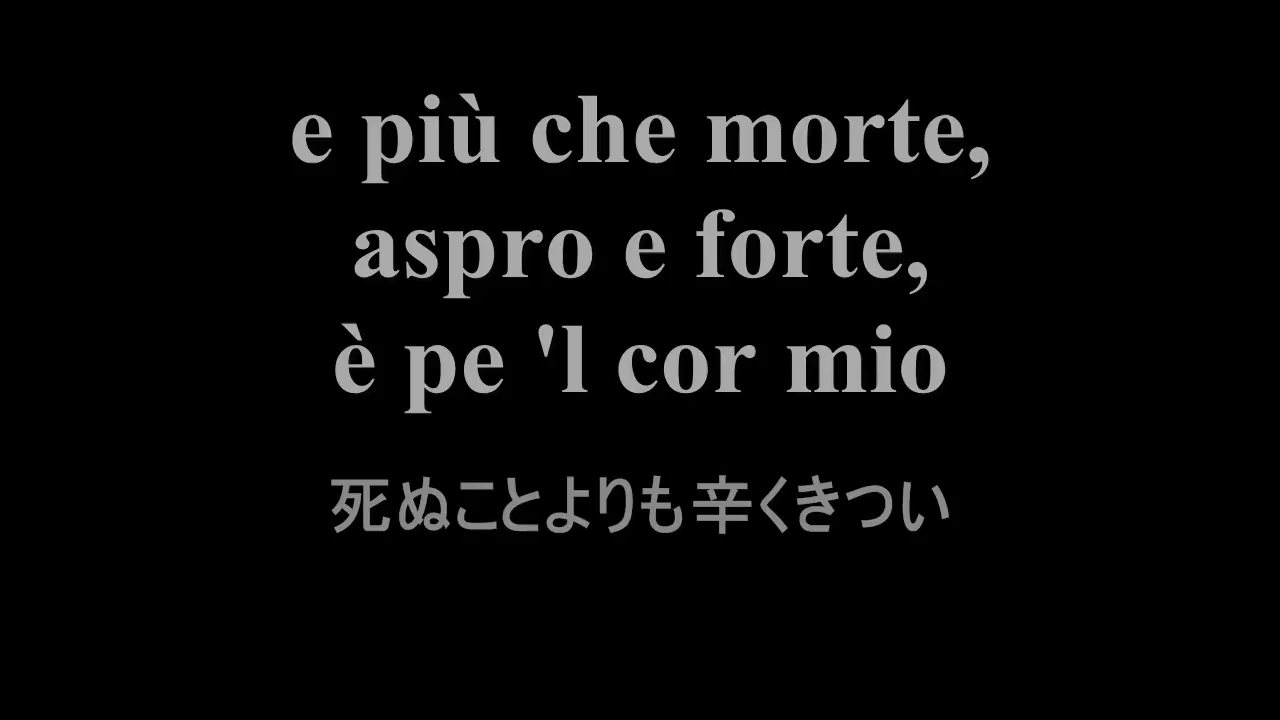 e più che morte,
aspro e forte,
è pe 'l cor mio
死ぬことよりも辛くきつい